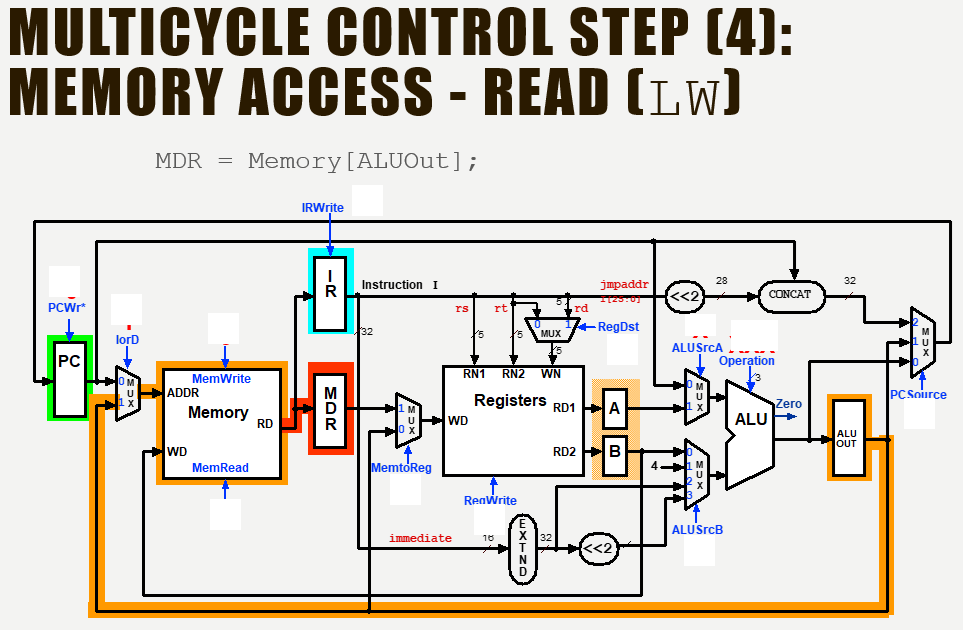 MULTICYCLE CONTROL STEP (4):
MEMORY ACCESS - READ (LW)
MDR = Memory[ALUOut];
IRWrite
I
R
Instruction I
32
jmpaddr
I[25:0]
<<2
28
CONCAT
32
rs
rt
rd
5
0
1
MUX
RegDst
5
5
5
PCWr*
PC
IorD
0
1
MUX
MemWrite
ADDR
Memory
RD
WD
MemRead
MDR
1
0
MUX
MemtoReg
RN1
RN2
WN
Registers
WD
RD1
RD2
RegWrite
A
B
ALUSrcA
0
1
MUX
Operation
3
ALU
Zero
4
0
1
2
3
MUX
ALUSrcB
ALU
OUT
2
1
0
MUX
PCSource
immediate
16
EXTND
32
<<2